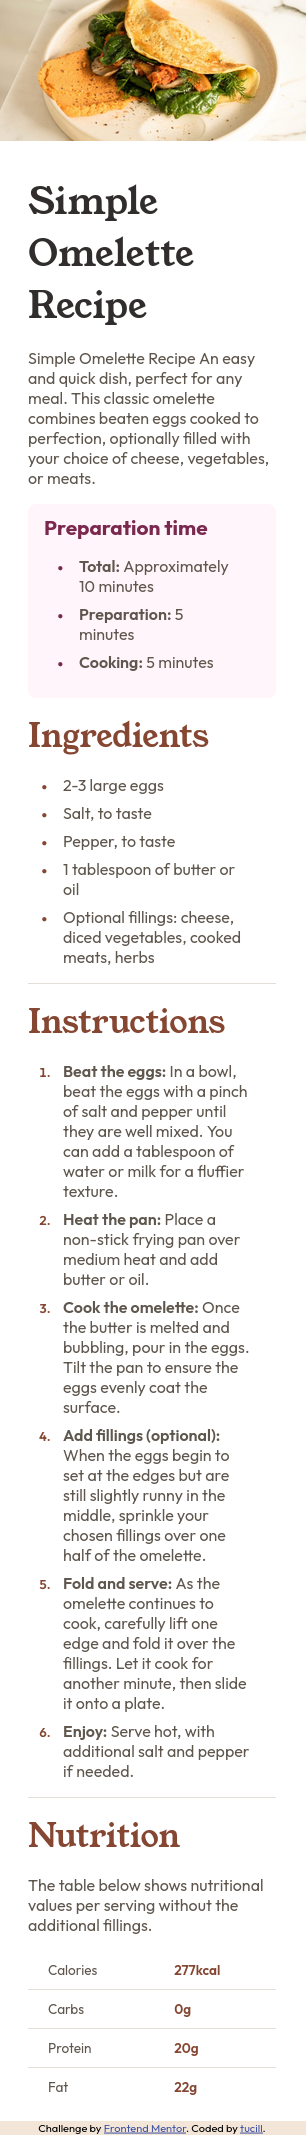 Simple
Omelette
Recipe
Simple Omelette Recipe An easy
and quick dish, perfect for any
meal. This classic omelette
combines beaten eggs cooked to
perfection, optionally filled with
your choice of cheese, vegetables,
or meats.
Preparation time
• Total: Approximately
10 minutes
• Preparation: 5
minutes
• Cooking: 5 minutes
Ingredients
• 2-3 large eggs
• Salt, to taste
• Pepper, to taste
• 1 tablespoon of butter or
oil
• Optional fillings: cheese,
diced vegetables, cooked
meats, herbs
Instructions
1. Beat the eggs: In a bowl,
beat the eggs with a pinch
of salt and pepper until
they are well mixed. You
can add a tablespoon of
water or milk for a fluffier
texture.
2. Heat the pan: Place a
non-stick frying pan over
medium heat and add
butter or oil.
3. Cook the omelette: Once
the butter is melted and
bubbling, pour in the eggs.
Tilt the pan to ensure the
eggs evenly coat the
surface.
4. Add fillings (optional):
When the eggs begin to
set at the edges but are
still slightly runny in the
middle, sprinkle your
chosen fillings over one
half of the omelette.
5. Fold and serve: As the
omelette continues to
cook, carefully lift one
edge and fold it over the
fillings. Let it cook for
another minute, then slide
it onto a plate.
6. Enjoy: Serve hot, with
additional salt and pepper
if needed.
Nutrition
The table below shows nutritional
values per serving without the
additional fillings.
Calories 277kcal
Carbs 0g
Protein 20g
Fat 22g
Challenge by Frontend Mentor. Coded by tucill.